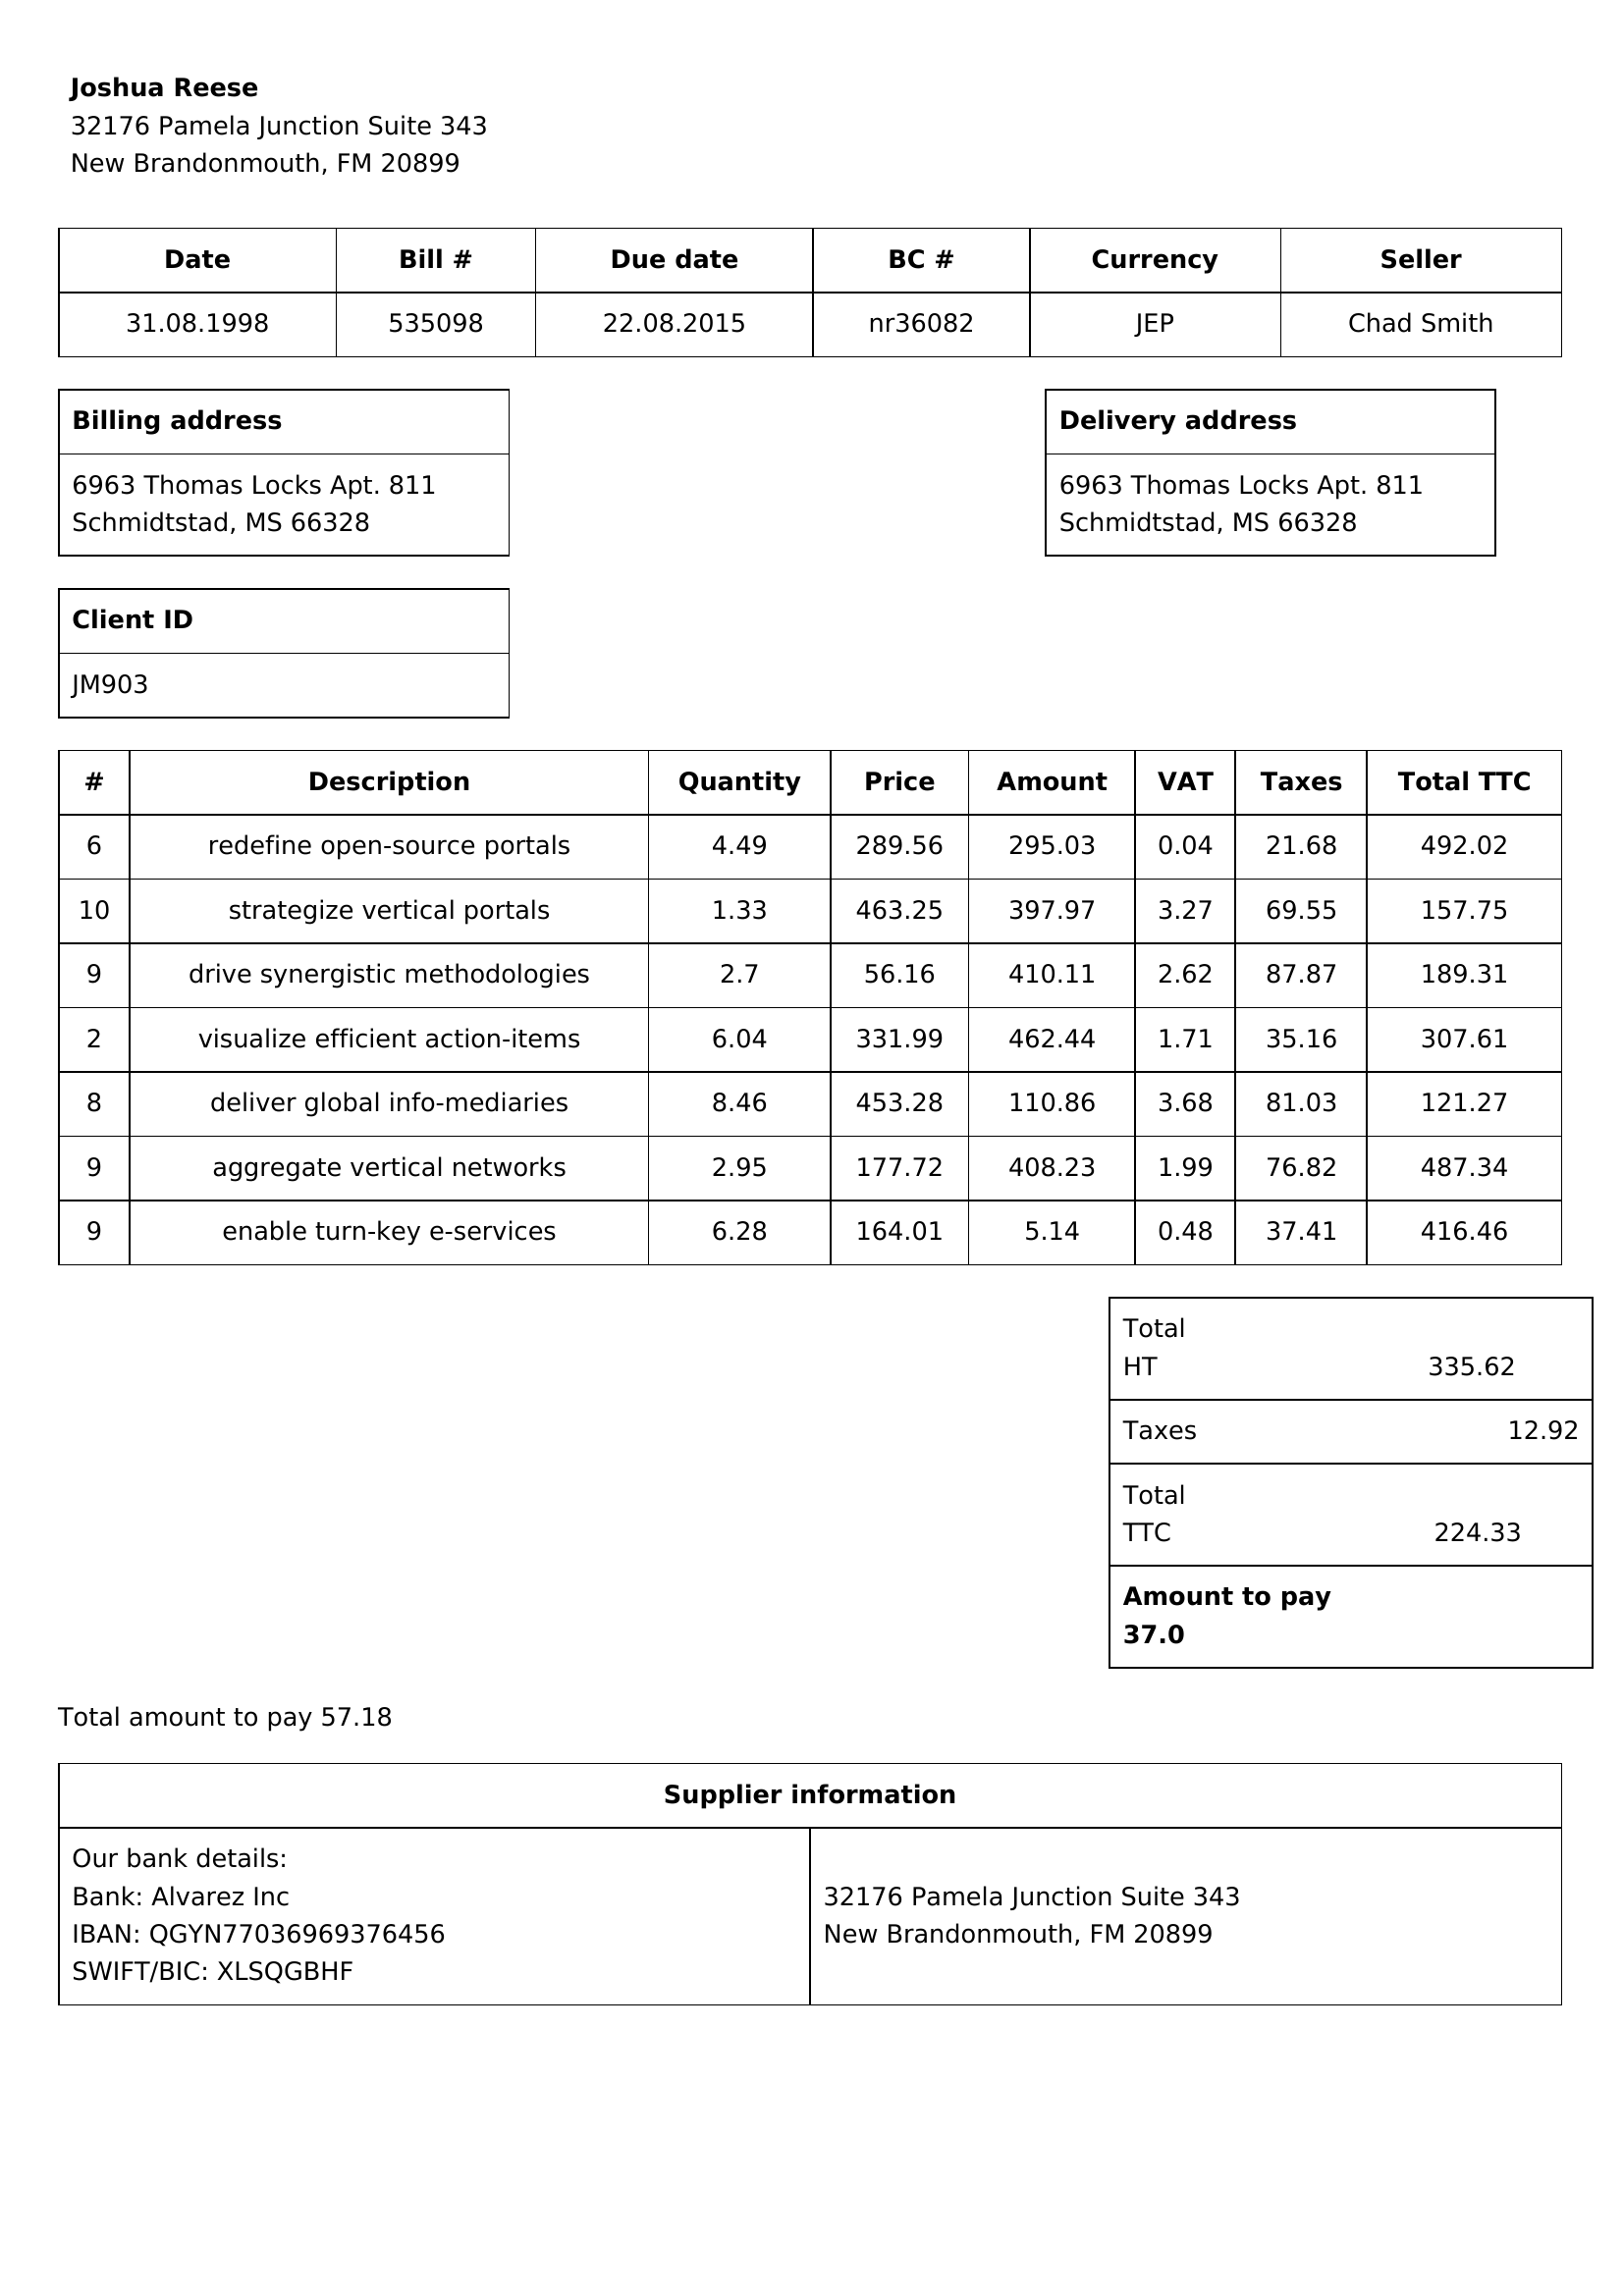 Joshua Reese
32176 Pamela Junction Suite 343
New Brandonmouth, FM 20899
Date Bill # Due date BC # Currency Seller
31.08.1998 535098 22.08.2015 nr36082 JEP Chad Smith
Billing address
6963 Thomas Locks Apt. 811
Schmidtstad, MS 66328
Delivery address
6963 Thomas Locks Apt. 811
Schmidtstad, MS 66328
Client ID
JM903
# Description Quantity Price Amount VAT Taxes Total TTC
6 redefine open-source portals 4.49 289.56 295.03 0.04 21.68 492.02
10 strategize vertical portals 1.33 463.25 397.97 3.27 69.55 157.75
9 drive synergistic methodologies 2.7 56.16 410.11 2.62 87.87 189.31
2 visualize efficient action-items 6.04 331.99 462.44 1.71 35.16 307.61
8 deliver global info-mediaries 8.46 453.28 110.86 3.68 81.03 121.27
9 aggregate vertical networks 2.95 177.72 408.23 1.99 76.82 487.34
9 enable turn-key e-services 6.28 164.01 5.14 0.48 37.41 416.46
Total
HT 335.62
Taxes 12.92
Total
TTC 224.33
Amount to pay
37.0
Total amount to pay 57.18
Supplier information
Our bank details:
Bank: Alvarez Inc
IBAN: QGYN77036969376456
SWIFT/BIC: XLSQGBHF
32176 Pamela Junction Suite 343
New Brandonmouth, FM 20899